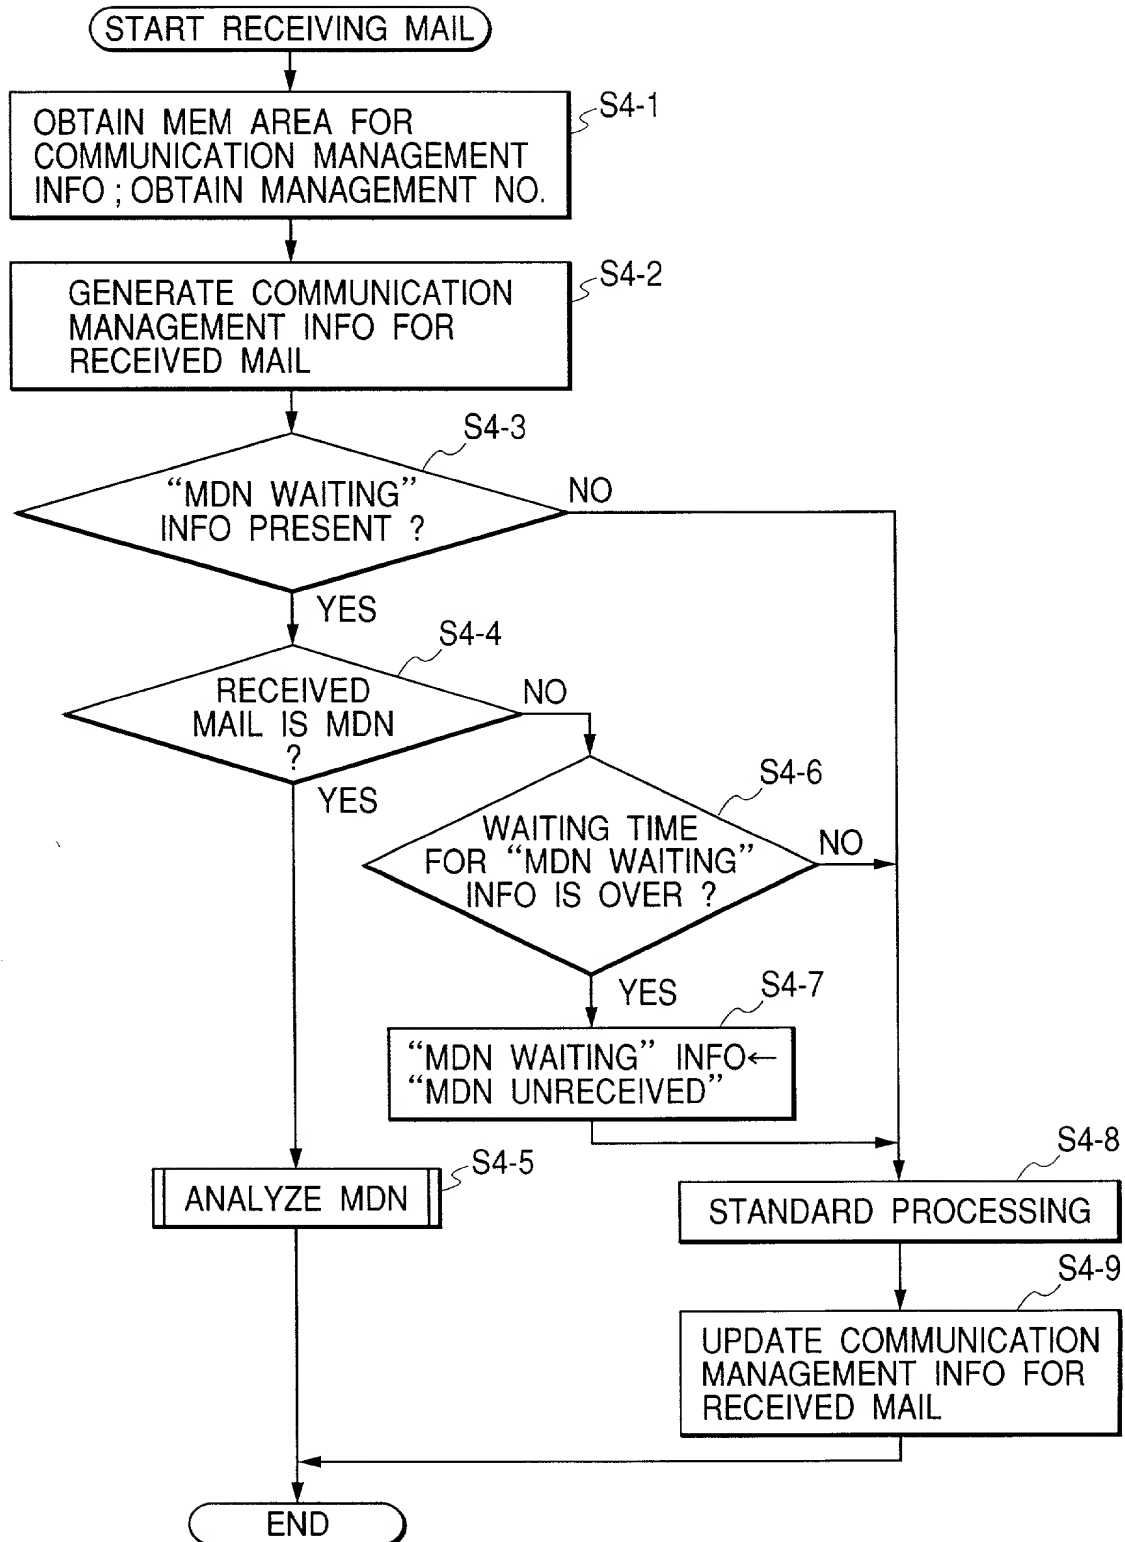 START RECEIVING MAIL
S4-1
OBTAIN MEM AREA FOR
COMMUNICATION MANAGEMENT
INFO ; OBTAIN MANAGEMENT NO.
S4-2
GENERATE COMMUNICATION
MANAGEMENT INFO FOR
RECEIVED MAIL
S4-3
“MDN WAITING”
INFO PRESENT ?
NO
YES
S4-4
RECEIVED
MAIL IS MDN
?
NO
YES
S4-6
WAITING TIME
FOR “MDN WAITING”
INFO IS OVER ?
NO
YES
S4-7
“MDN WAITING” INFO←
“MDN UNRECEIVED”
S4-5
ANALYZE MDN
S4-8
STANDARD PROCESSING
S4-9
UPDATE COMMUNICATION
MANAGEMENT INFO FOR
RECEIVED MAIL
END